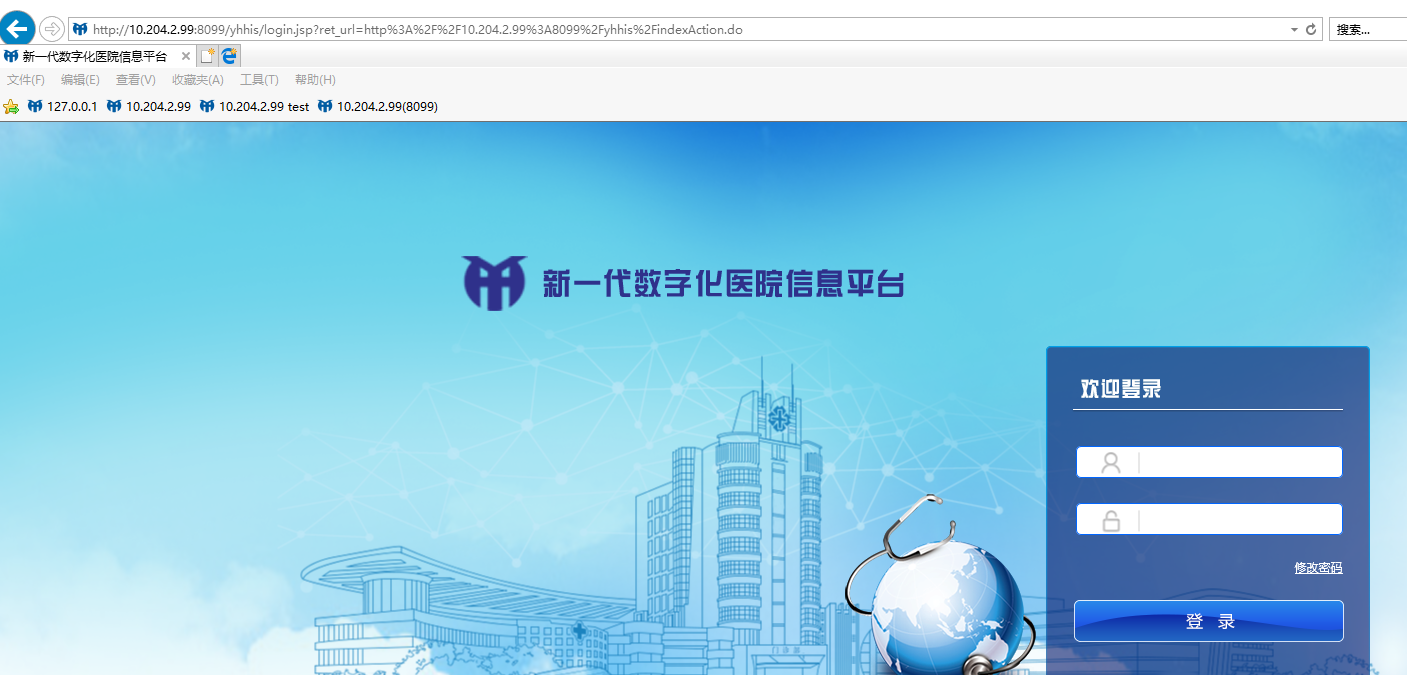 http://10.204.2.99:8099/yhhis/login.jsp?ret_url=http%3A%2F%2F10.204.2.99%3A8099%2Fyhhis%2FindexAction.do
搜索...
新一代数字化医院信息平台
文件(F) 编辑(E) 查看(V) 收藏夹(A) 工具(T) 帮助(H)
127.0.0.1 10.204.2.99 10.204.2.99 test 10.204.2.99(8099)
新一代数字化医院信息平台
欢迎登录
修改密码
登 录
门诊部